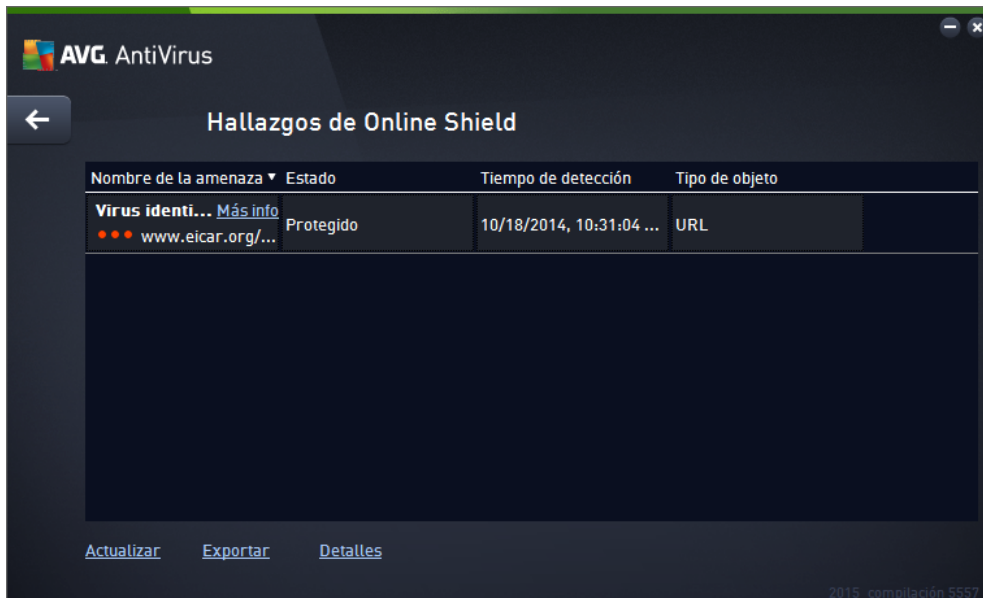 AVG. AntiVirus
Hallazgos de Online Shield
Nombre de la amenaza Estado Tiempo de detección Tipo de objeto
Virus identi... Más info
www.eicar.org/... Protegido 10/18/2014, 10:31:04 ... URL
Actualizar Exportar Detalles
2015 compilación 5557